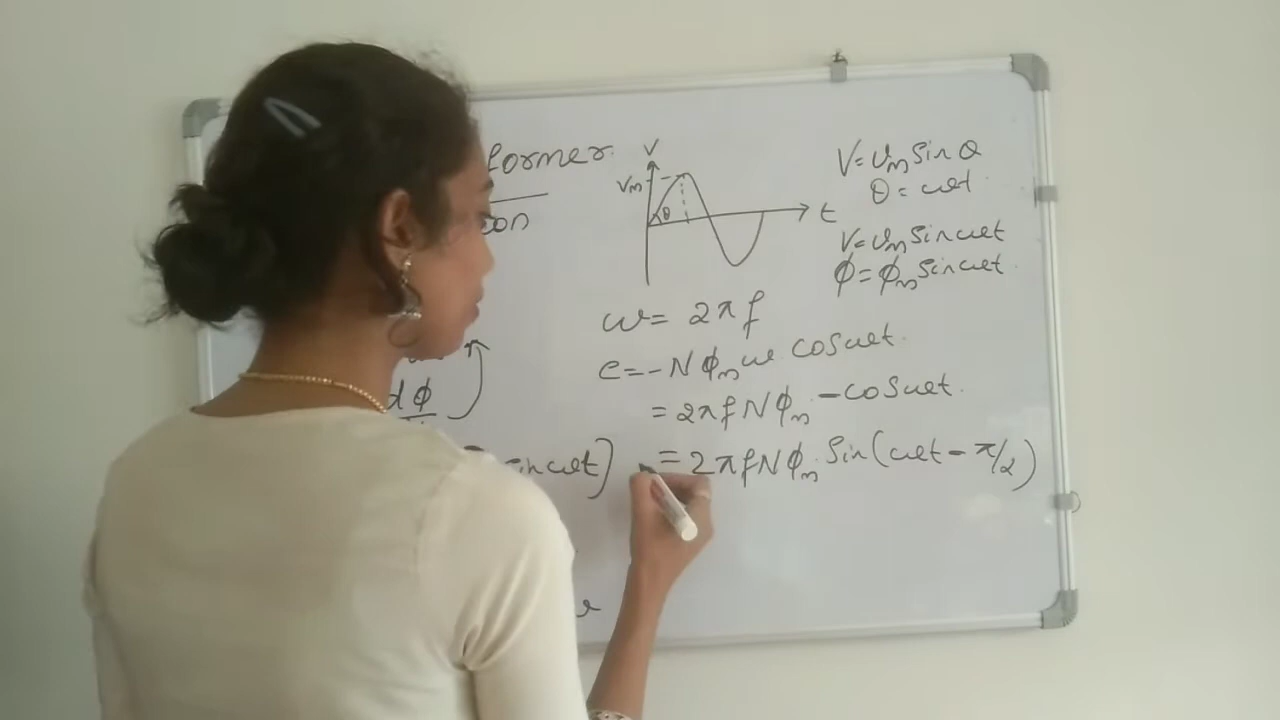 former.
V
Vm
θ
t
V = Vm Sin θ
θ = ωt
V = Vm Sin ωt
ϕ = ϕm Sin ωt
ω = 2πf
e = -Nϕm ω cos ωt.
= 2πfNϕm - cos ωt.
dϕ
sin ωt)
= 2πfNϕm Sin(ωt - π/2)